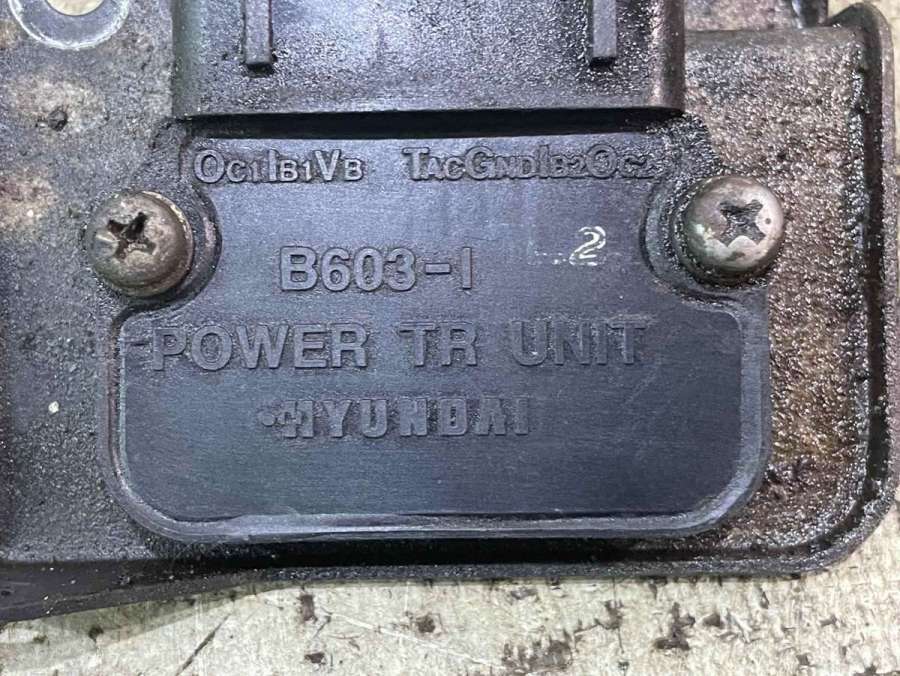 OC1IB1VB TACGNDIB2OC2
2
B603-1
POWER TR UNIT
HYUNDAI